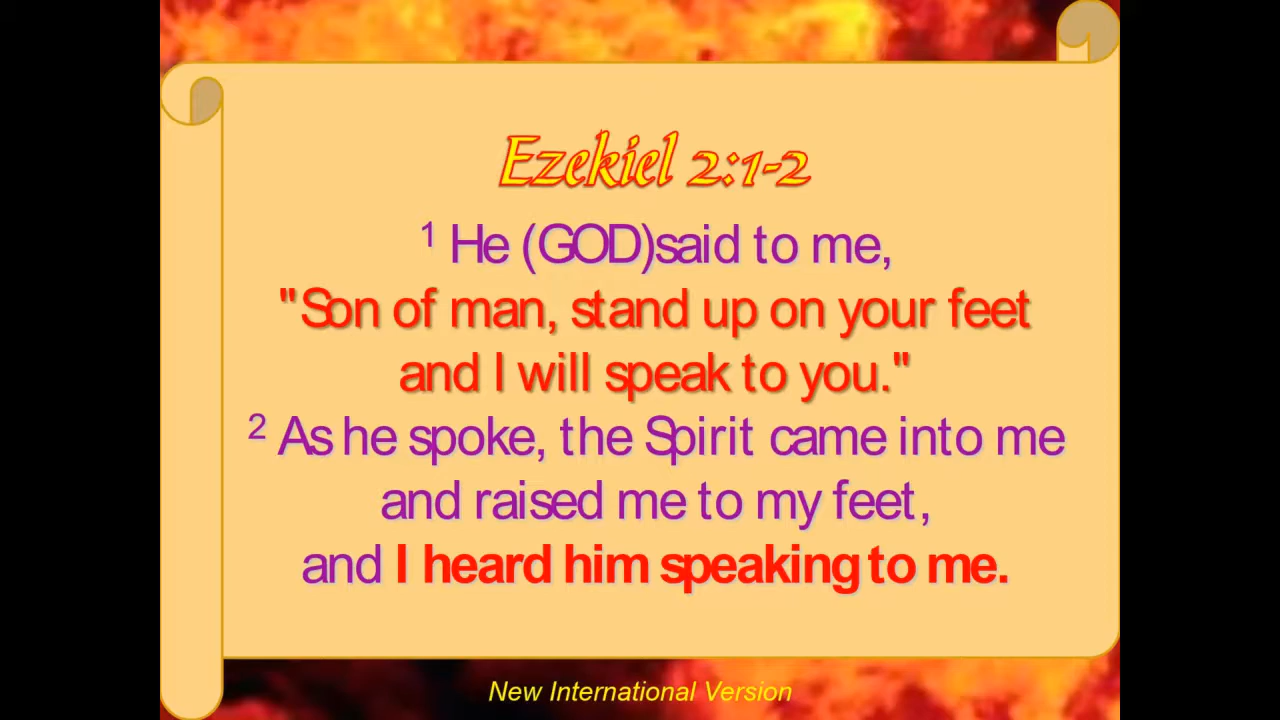 Ezekiel 2:1-2
¹ He (GOD)said to me,
"Son of man, stand up on your feet
and I will speak to you."
² As he spoke, the Spirit came into me
and raised me to my feet,
and I heard him speaking to me.
New International Version